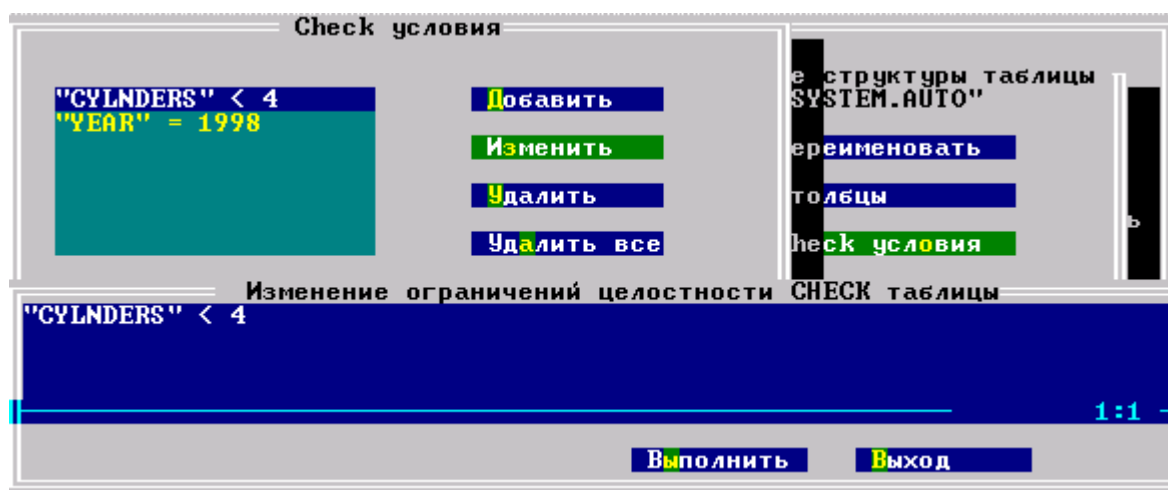 Check условия
"CYLNDERS" < 4
"YEAR" = 1998
Добавить
Изменить
Удалить
Удалить все
е структуры таблицы
SYSTEM.AUTO"
ереименовать
толбцы
heck условия
ь
Изменение ограничений целостности CHECK таблицы
"CYLNDERS" < 4
1:1
Выполнить
Выход